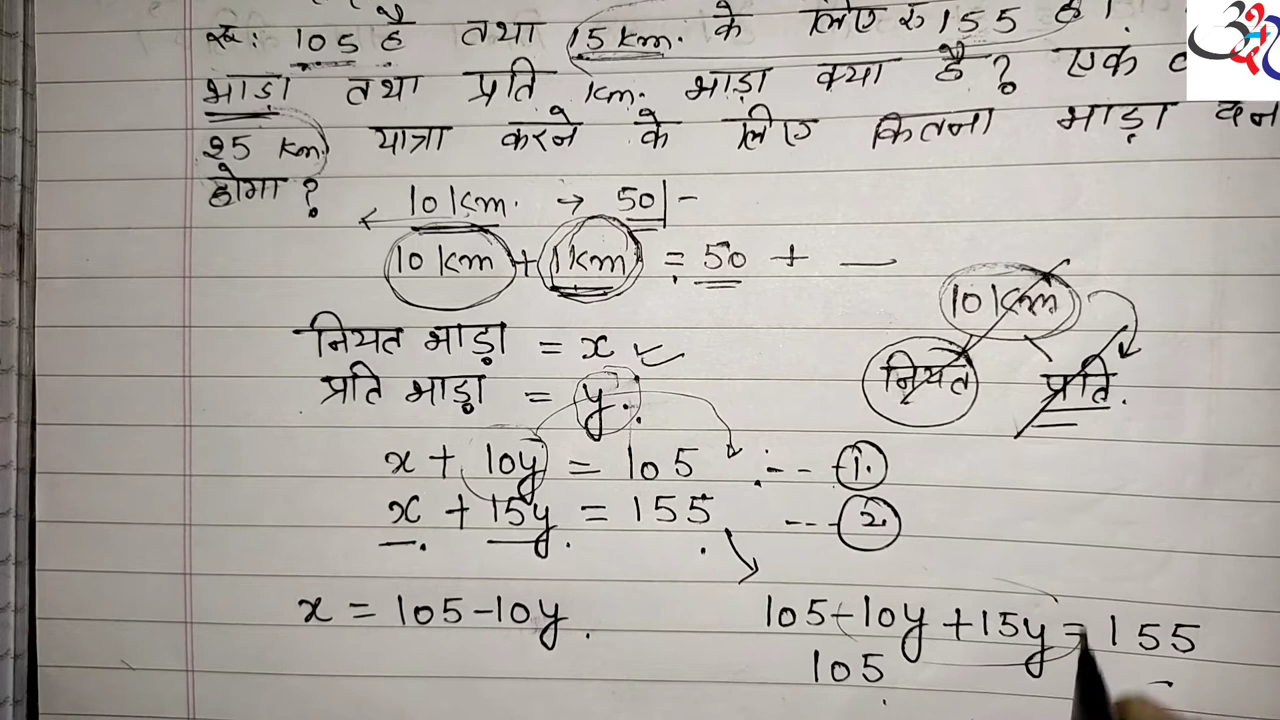 रू: 105 है तथा 15 km. के लिए रु 155 है।
भाड़ा तथा प्रति km. भाड़ा क्या है? एक
25 km. यात्रा करने के लिए कितना भाड़ा देन
होगा?
10 km. → 50/-
10 km + 1 km = 50 + —
10 km
नियत भाड़ा = x
नियत प्रति.
प्रति भाड़ा = y.
x + 10y = 105 --- ①.
x + 15y = 155 --- ②
x = 105 - 10y.
105 - 10y + 15y = 155
105